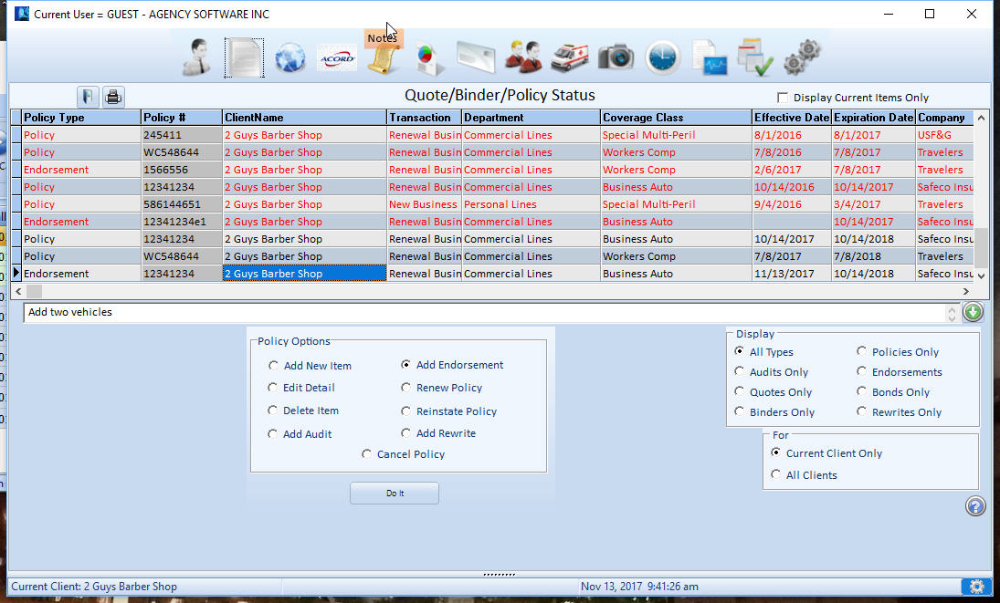 Current User = GUEST - AGENCY SOFTWARE INC
Notes
ACORD
Quote/Binder/Policy Status
Display Current Items Only
Policy Type Policy # ClientName Transaction Department Coverage Class Effective Date Expiration Date Company
Policy 245411 2 Guys Barber Shop Renewal Busin Commercial Lines Special Multi-Peril 8/1/2016 8/1/2017 USF&G
Policy WC548644 2 Guys Barber Shop Renewal Busin Commercial Lines Workers Comp 7/8/2016 7/8/2017 Travelers
Endorsement 1566556 2 Guys Barber Shop Renewal Busin Commercial Lines Workers Comp 2/6/2017 7/8/2017 Travelers
Policy 12341234 2 Guys Barber Shop Renewal Busin Commercial Lines Business Auto 10/14/2016 10/14/2017 Safeco Insu
Policy 586144651 2 Guys Barber Shop New Business Personal Lines Special Multi-Peril 9/4/2016 3/4/2017 Travelers
Endorsement 12341234e1 2 Guys Barber Shop Renewal Busin Commercial Lines Business Auto 10/14/2017 Safeco Insu
Policy 12341234 2 Guys Barber Shop Renewal Busin Commercial Lines Business Auto 10/14/2017 10/14/2018 Safeco Insu
Policy WC548644 2 Guys Barber Shop Renewal Busin Commercial Lines Workers Comp 7/8/2017 7/8/2018 Travelers
Endorsement 12341234 2 Guys Barber Shop Renewal Busin Commercial Lines Business Auto 11/13/2017 10/14/2018 Safeco Insu
Add two vehicles
Policy Options
Add New Item Add Endorsement
Edit Detail Renew Policy
Delete Item Reinstate Policy
Add Audit Add Rewrite
Cancel Policy
Do It
Display
All Types Policies Only
Audits Only Endorsements
Quotes Only Bonds Only
Binders Only Rewrites Only
For
Current Client Only
All Clients
Current Client: 2 Guys Barber Shop
Nov 13, 2017 9:41:26 am